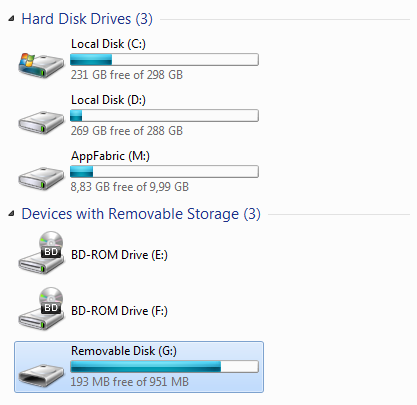 Hard Disk Drives (3)
Local Disk (C:)
231 GB free of 298 GB
Local Disk (D:)
269 GB free of 288 GB
AppFabric (M:)
8,83 GB free of 9,99 GB
Devices with Removable Storage (3)
BD
BD-ROM Drive (E:)
BD
BD-ROM Drive (F:)
Removable Disk (G:)
193 MB free of 951 MB